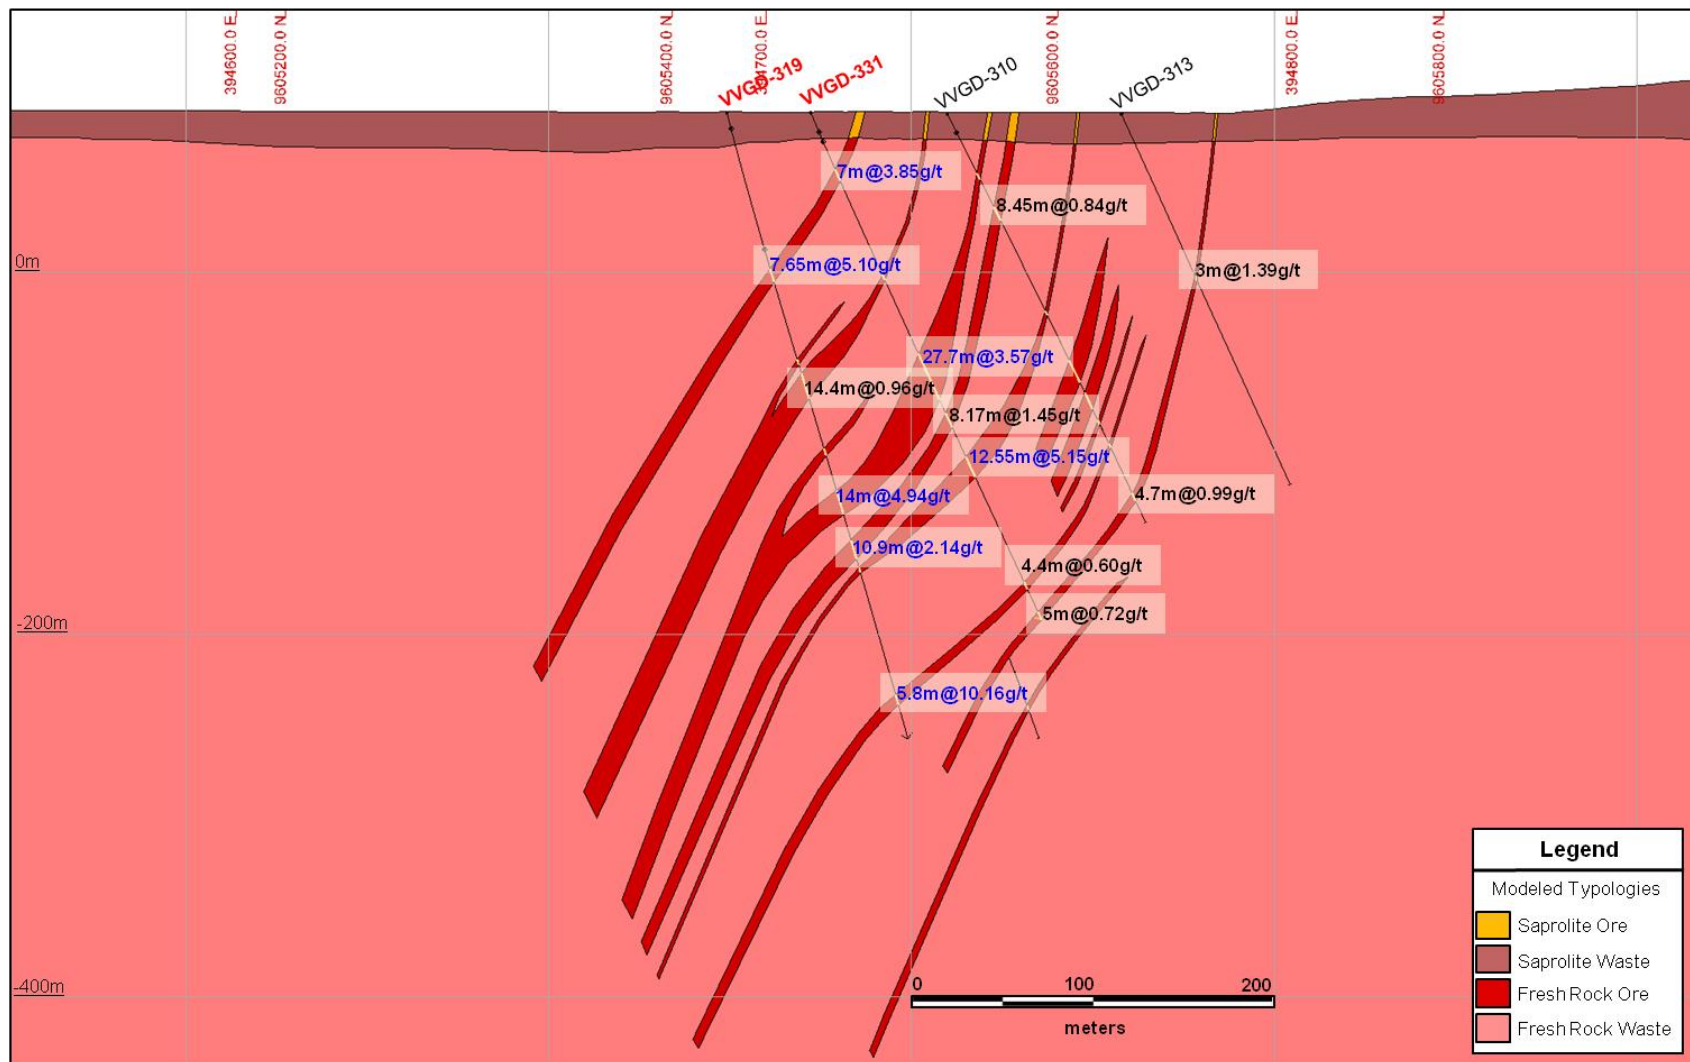 394600.0 E
9605200.0 N
9605400.0 N
9605600.0 N
394800.0 E
9605800.0 N
VVGD-319
VVGD-331
VVGD-310
VVGD-313
7m@3.85g/t
8.45m@0.84g/t
0m
7.65m@5.10g/t
3m@1.39g/t
27.7m@3.57g/t
14.4m@0.96g/t
8.17m@1.45g/t
12.55m@5.15g/t
14m@4.94g/t
4.7m@0.99g/t
10.9m@2.14g/t
4.4m@0.60g/t
5m@0.72g/t
-200m
5.8m@10.16g/t
-400m
0 100 200
meters
Legend
Modeled Typologies
Saprolite Ore
Saprolite Waste
Fresh Rock Ore
Fresh Rock Waste